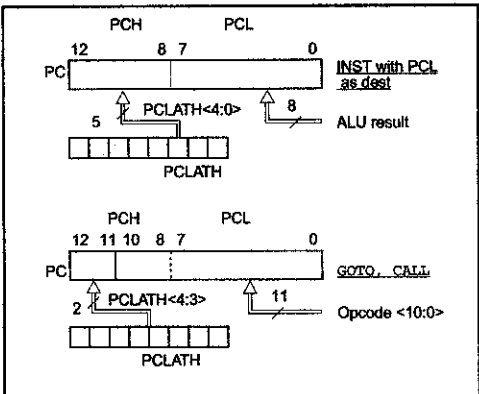 PCH PCL
12 8 7 0
PC INST with PCL
as dest
5 PCLATH<4:0> 8 ALU result
PCLATH
PCH PCL
12 11 10 8 7 0
PC GOTO, CALL
2 PCLATH<4:3> 11 Opcode <10:0>
PCLATH